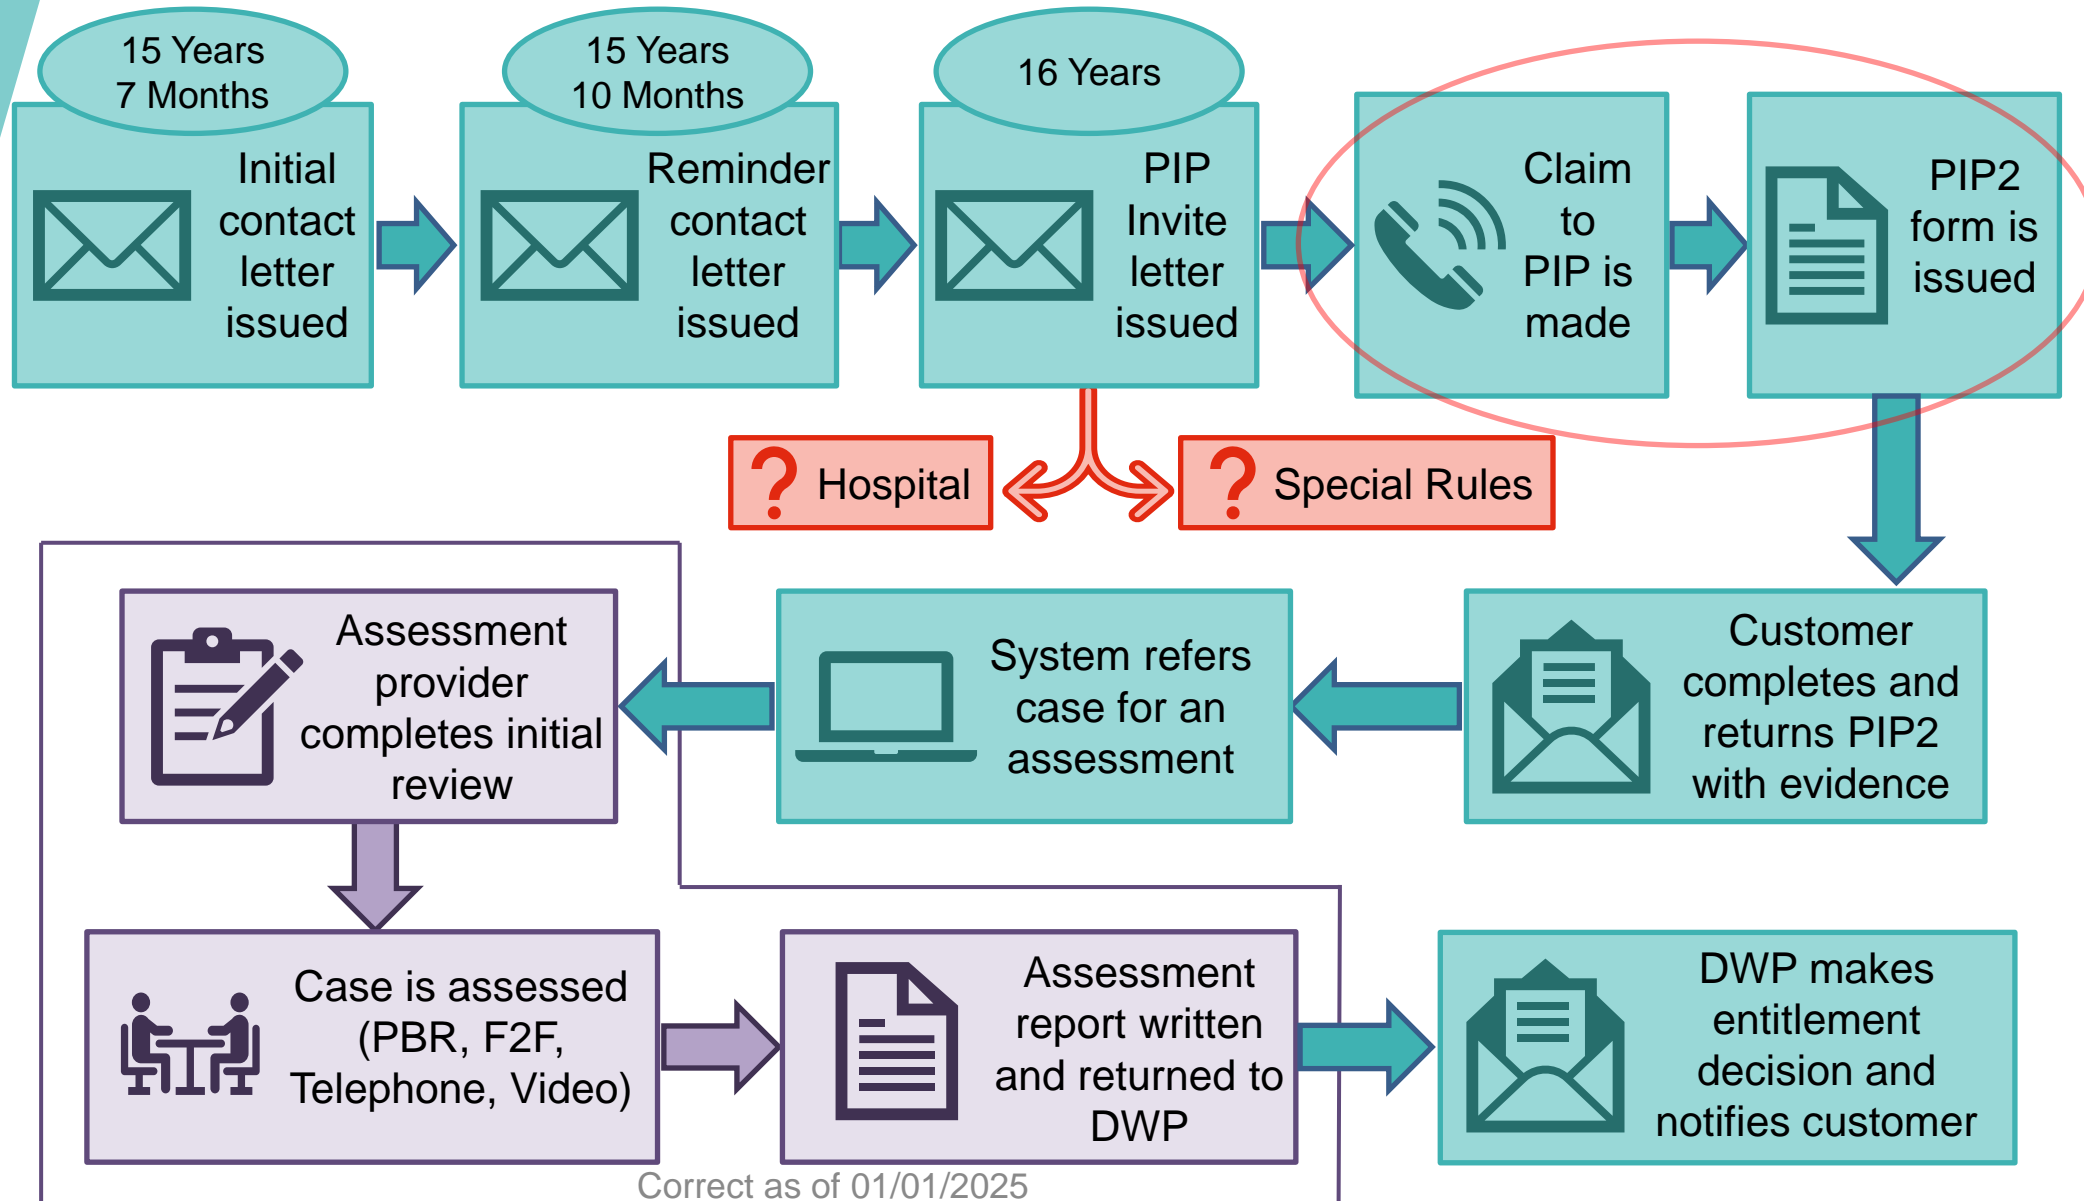 15 Years
7 Months
Initial
contact
letter
issued
15 Years
10 Months
Reminder
contact
letter
issued
16 Years
PIP
Invite
letter
issued
Claim
to
PIP is
made
PIP2
form is
issued
? Hospital
? Special Rules
Customer
completes and
returns PIP2
with evidence
System refers
case for an
assessment
Assessment
provider
completes initial
review
Case is assessed
(PBR, F2F,
Telephone, Video)
Assessment
report written
and returned to
DWP
DWP makes
entitlement
decision and
notifies customer
Correct as of 01/01/2025